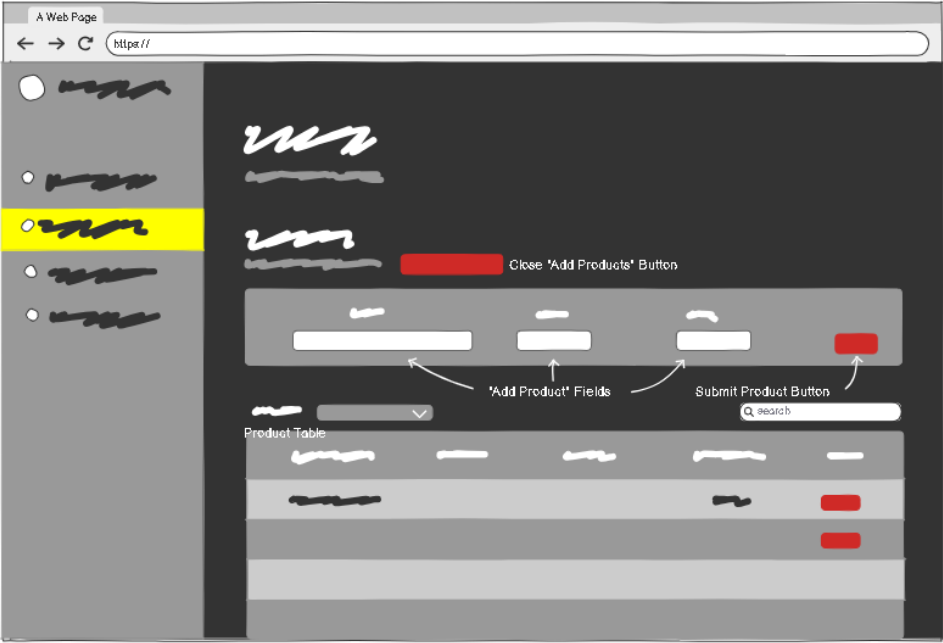 A Web Page
https://
Close "Add Products" Button
"Add Product" Fields
Submit Product Button
search
Product Table